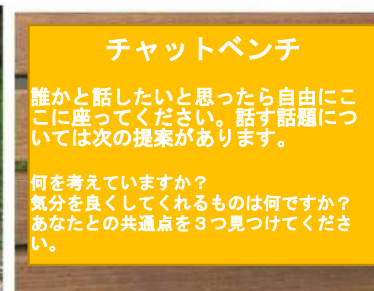 チャットベンチ
誰かと話したいと思ったら自由にこ
こに座ってください。話す話題につ
いては次の提案があります。
何を考えていますか？
気分を良くしてくれるものは何ですか？
あなたとの共通点を３つ見つけてくださ
い。